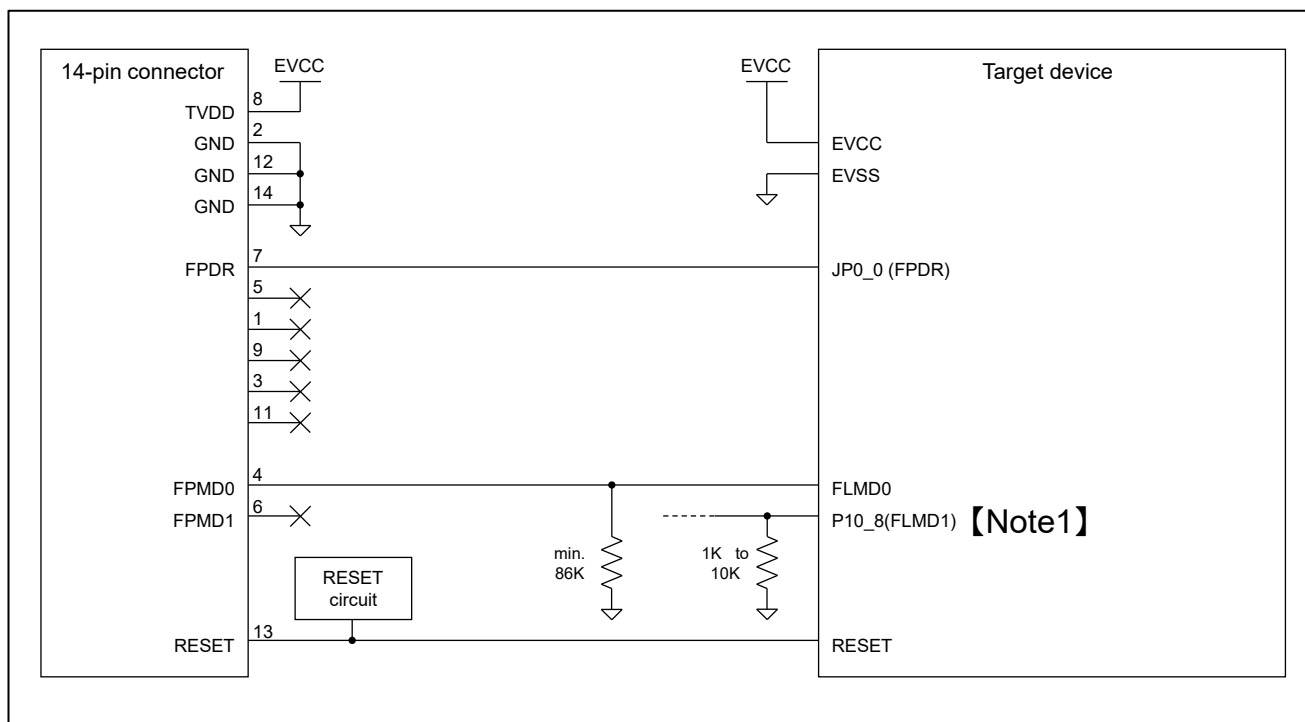 14-pin connector
EVCC
EVCC
Target device
8
TVDD
2
GND
EVCC
12
GND
EVSS
14
GND
7
FPDR
JP0_0 (FPDR)
5
1
9
3
11
4
FPMD0
FLMD0
6
FPMD1
P10_8(FLMD1)【Note1】
min.
86K
1K to
10K
RESET
circuit
13
RESET
RESET